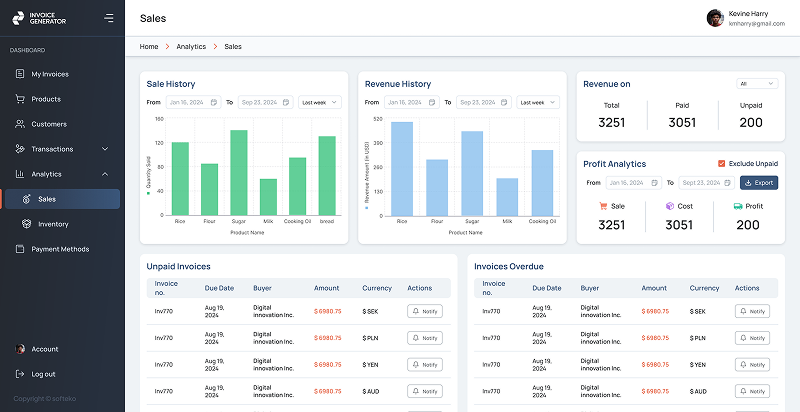 INVOICE
GENERATOR
DASHBOARD
My Invoices
Products
Customers
Transactions
Analytics
Sales
Inventory
Payment Methods
Account
Log out
Copyright © softeko
Sales
Kevine Harry
kmharry@gmail.com
Home Analytics Sales
Sale History
From Jan 16, 2024 To Sep 23, 2024 Last week
160
120
80
40
0
Quantity Sold
Rice Flour Sugar Milk Cooking Oil bread
Product Name
Revenue History
From Jan 16, 2024 To Sep 23, 2024 Last week
520
390
260
130
0
Revenue Amount (in USD)
Rice Flour Sugar Milk Cooking Oil
Product Name
Revenue on All
Total Paid Unpaid
3251 3051 200
Profit Analytics Exclude Unpaid
From Jan 16, 2024 To Sept 23, 2024 Export
Sale Cost Profit
3251 3051 200
Unpaid Invoices
Invoice no. Due Date Buyer Amount Currency Actions
Inv770 Aug 19, 2024 Digital innovation Inc. $ 6980.75 $ SEK Notify
Inv770 Aug 19, 2024 Digital innovation Inc. $ 6980.75 $ PLN Notify
Inv770 Aug 19, 2024 Digital innovation Inc. $ 6980.75 $ YEN Notify
Inv770 Aug 19, 2024 Digital innovation Inc. $ 6980.75 $ AUD Notify
Invoices Overdue
Invoice no. Due Date Buyer Amount Currency Actions
Inv770 Aug 19, 2024 Digital innovation Inc. $ 6980.75 $ SEK Notify
Inv770 Aug 19, 2024 Digital innovation Inc. $ 6980.75 $ PLN Notify
Inv770 Aug 19, 2024 Digital innovation Inc. $ 6980.75 $ YEN Notify
Inv770 Aug 19, 2024 Digital innovation Inc. $ 6980.75 $ AUD Notify